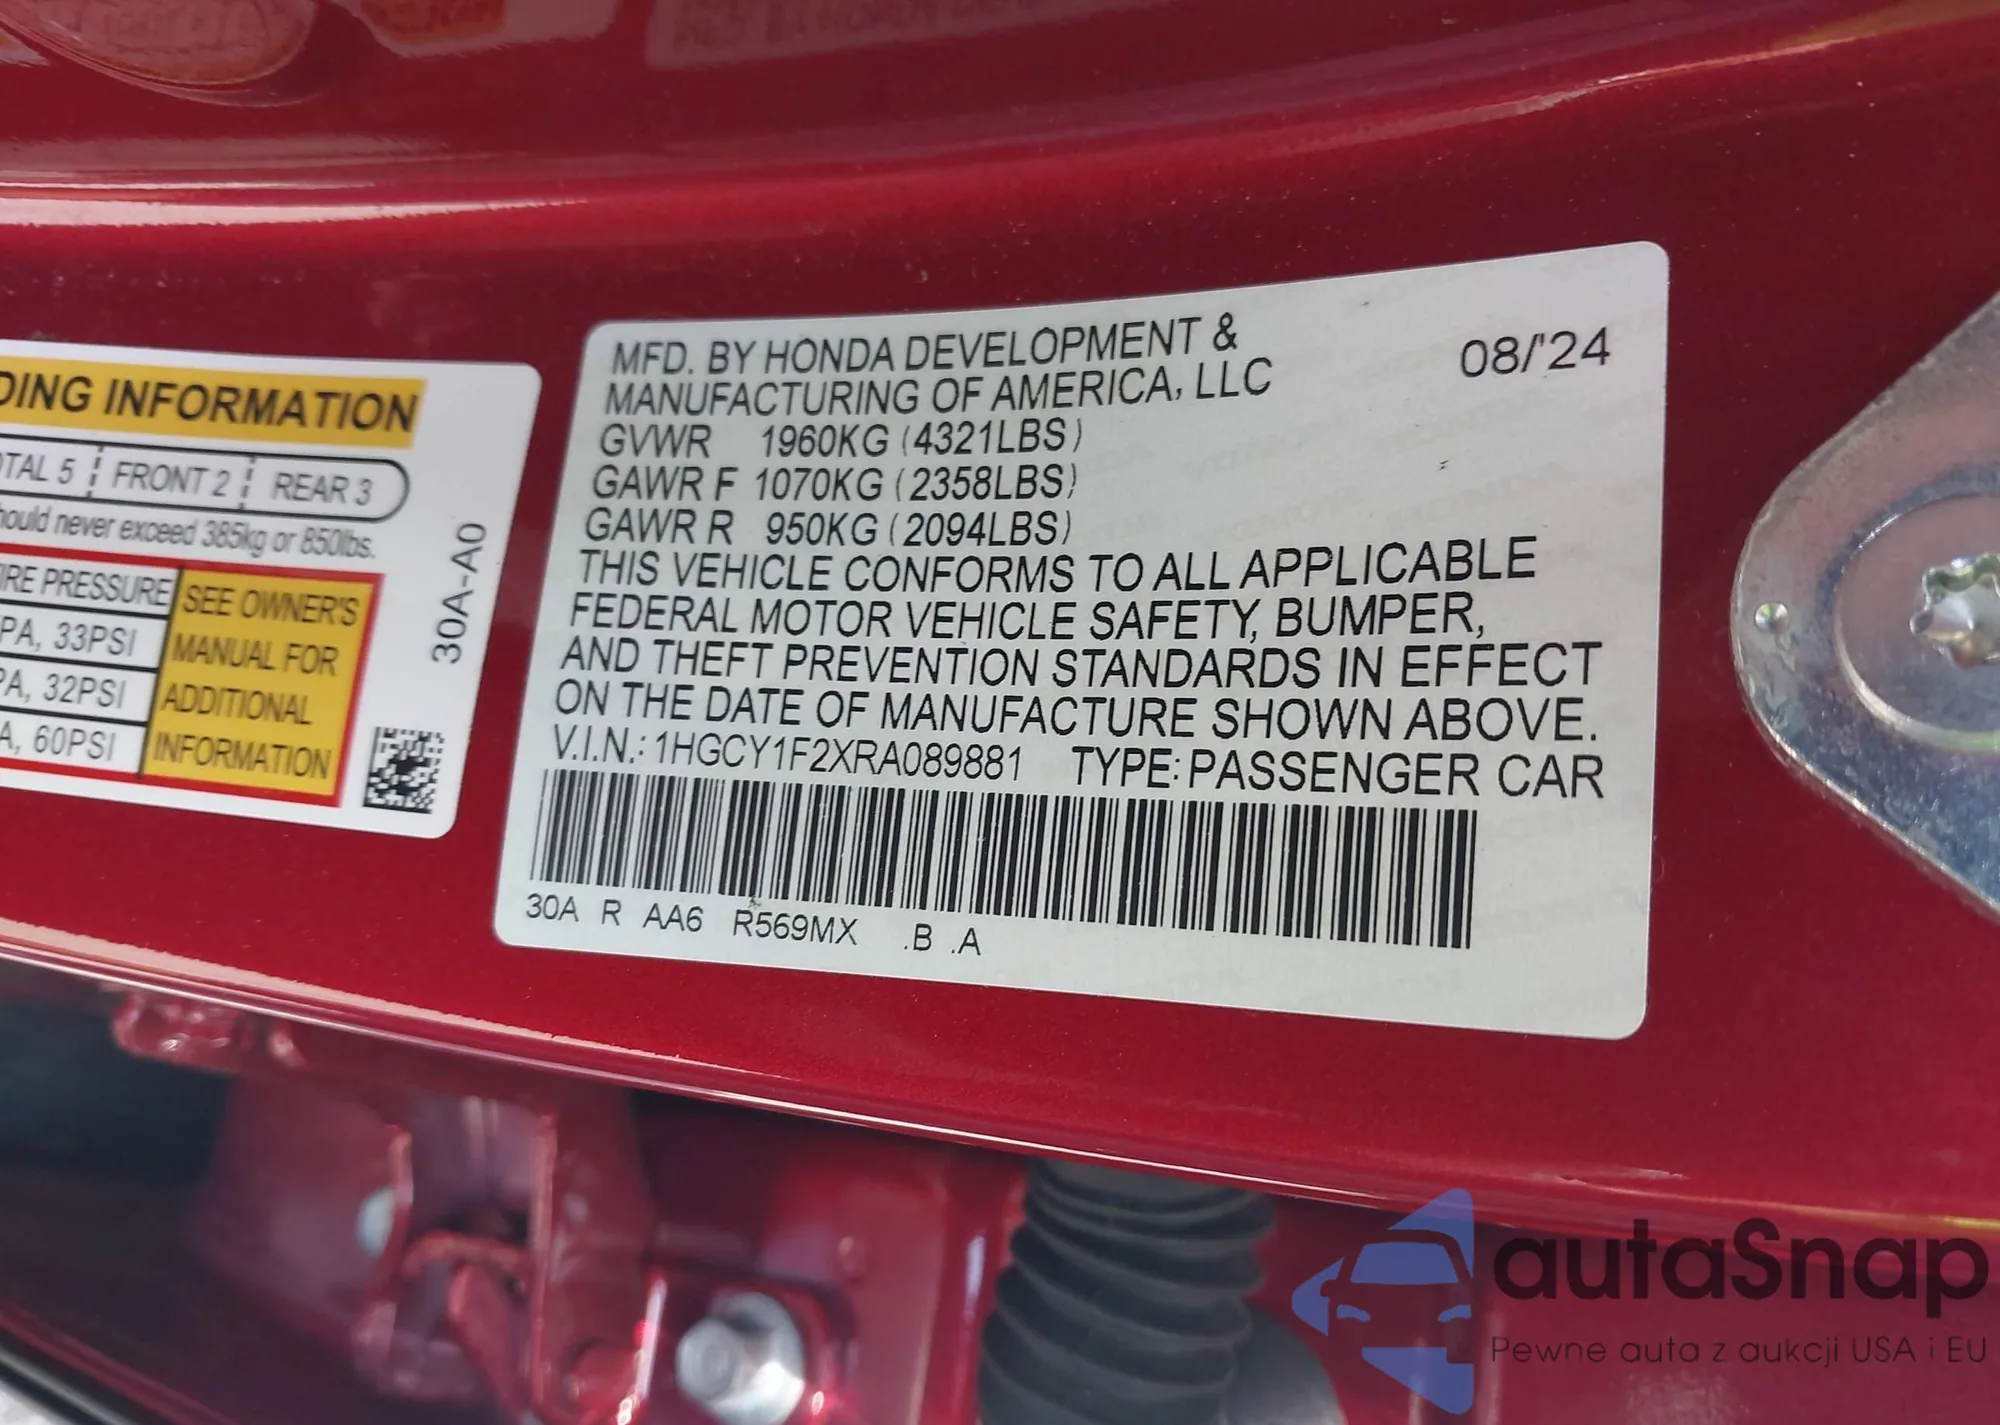 DING INFORMATION
OTAL 5 FRONT 2 REAR 3
hould never exceed 385kg or 850lbs.
IRE PRESSURE
PA, 33PSI
PA, 32PSI
A, 60PSI
SEE OWNER'S
MANUAL FOR
ADDITIONAL
INFORMATION
30A-A0
MFD. BY HONDA DEVELOPMENT &
MANUFACTURING OF AMERICA, LLC
08/'24
GVWR 1960KG (4321LBS)
GAWR F 1070KG (2358LBS)
GAWR R 950KG (2094LBS)
THIS VEHICLE CONFORMS TO ALL APPLICABLE
FEDERAL MOTOR VEHICLE SAFETY, BUMPER,
AND THEFT PREVENTION STANDARDS IN EFFECT
ON THE DATE OF MANUFACTURE SHOWN ABOVE.
V.I.N.: 1HGCY1F2XRA089881 TYPE: PASSENGER CAR
30A R AA6 R569MX .B .A
autaSnap
Pewne auta z aukcji USA i EU